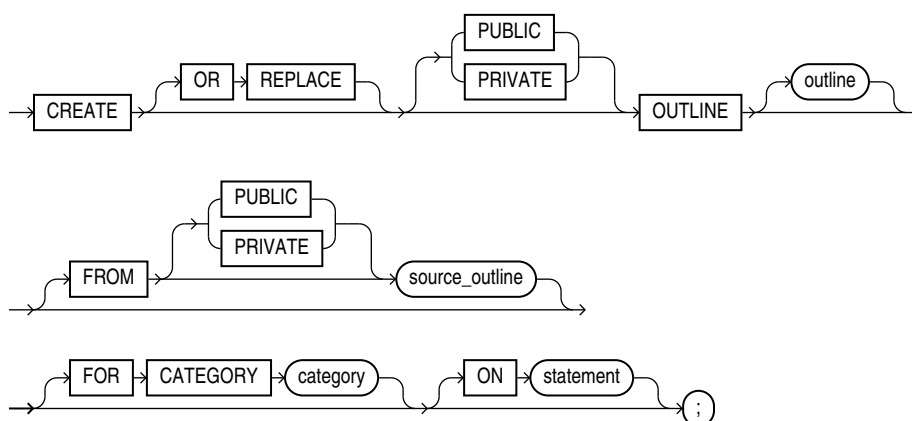 PUBLIC
OR REPLACE PRIVATE outline
CREATE OUTLINE
PUBLIC
PRIVATE
FROM source_outline
FOR CATEGORY category ON statement
;